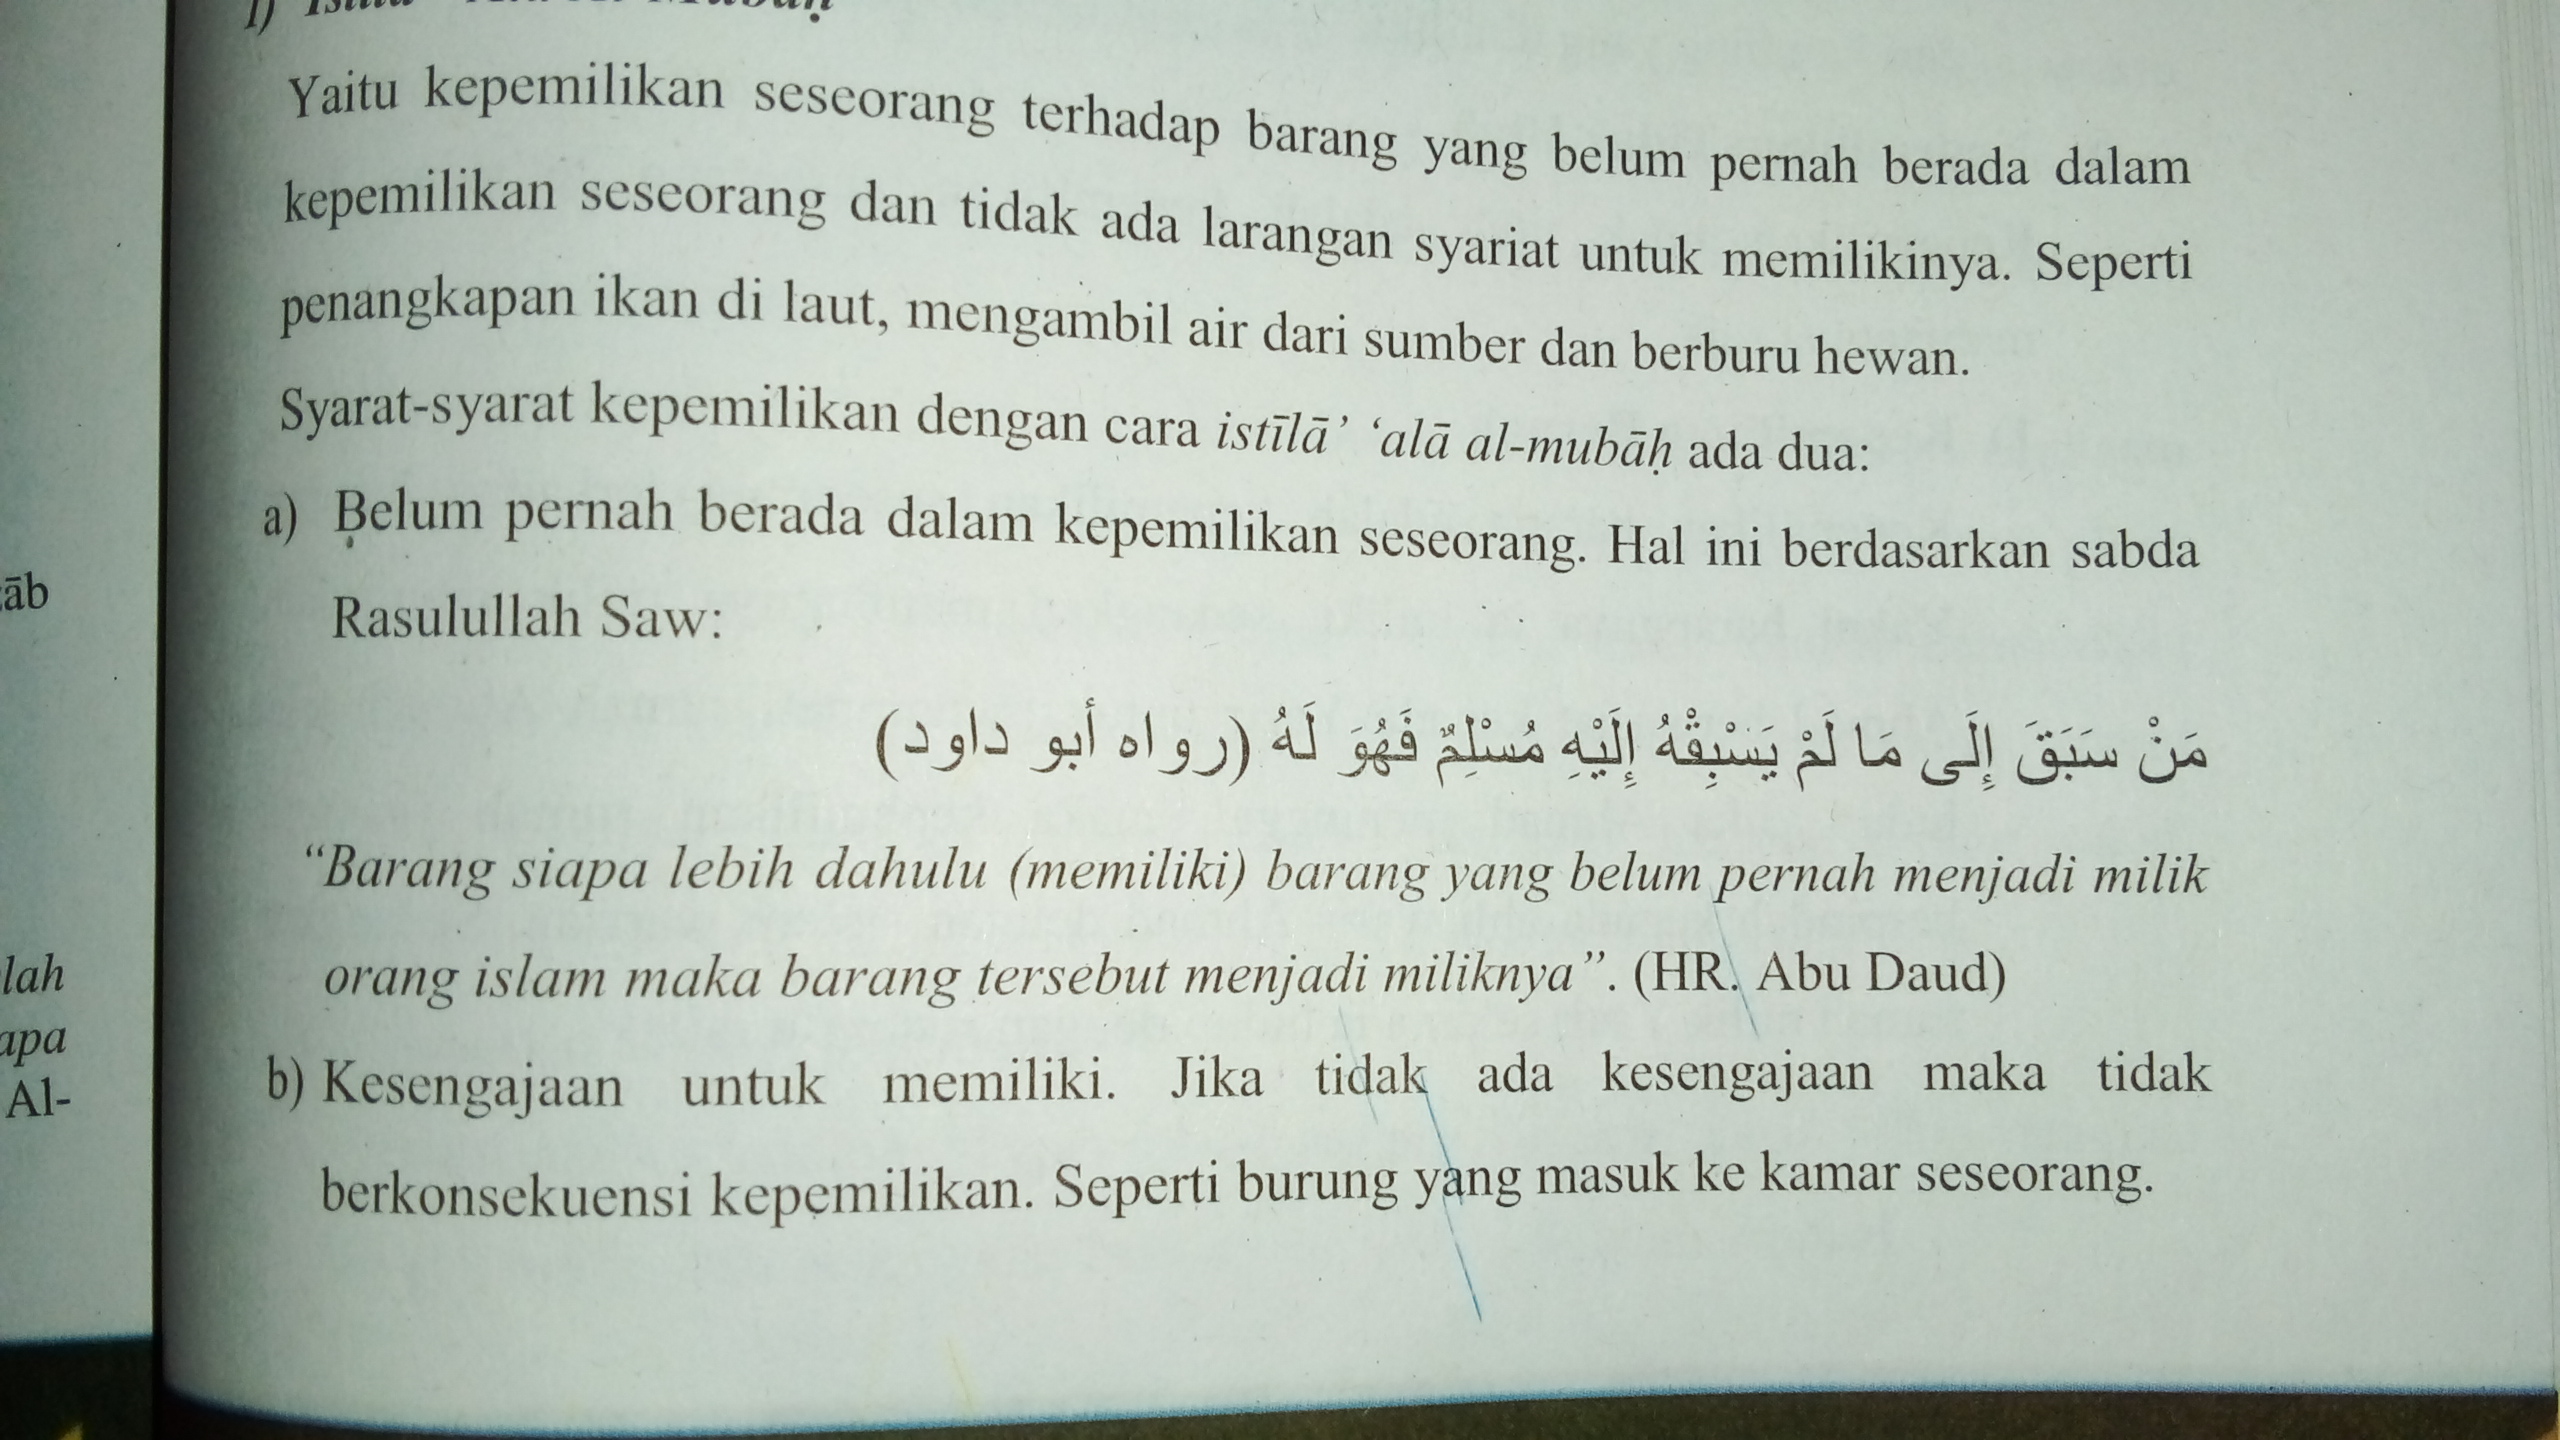 Yaitu kepemilikan seseorang terhadap barang yang belum pernah berada dalam
kepemilikan seseorang dan tidak ada larangan syariat untuk memilikinya. Seperti
penangkapan ikan di laut, mengambil air dari sumber dan berburu hewan.
Syarat-syarat kepemilikan dengan cara istīlā’ ‘alā al-mubāḥ ada dua:
a) Belum pernah berada dalam kepemilikan seseorang. Hal ini berdasarkan sabda
Rasulullah Saw:
مَنْ سَبَقَ إِلَى مَا لَمْ يَسْبِقْهُ إِلَيْهِ مُسْلِمٌ فَهُوَ لَهُ (رواه أبو داود)
“Barang siapa lebih dahulu (memiliki) barang yang belum pernah menjadi milik
orang islam maka barang tersebut menjadi miliknya”. (HR. Abu Daud)
b) Kesengajaan untuk memiliki. Jika tidak ada kesengajaan maka tidak
berkonsekuensi kepemilikan. Seperti burung yang masuk ke kamar seseorang.
āb
lah
apa
Al-